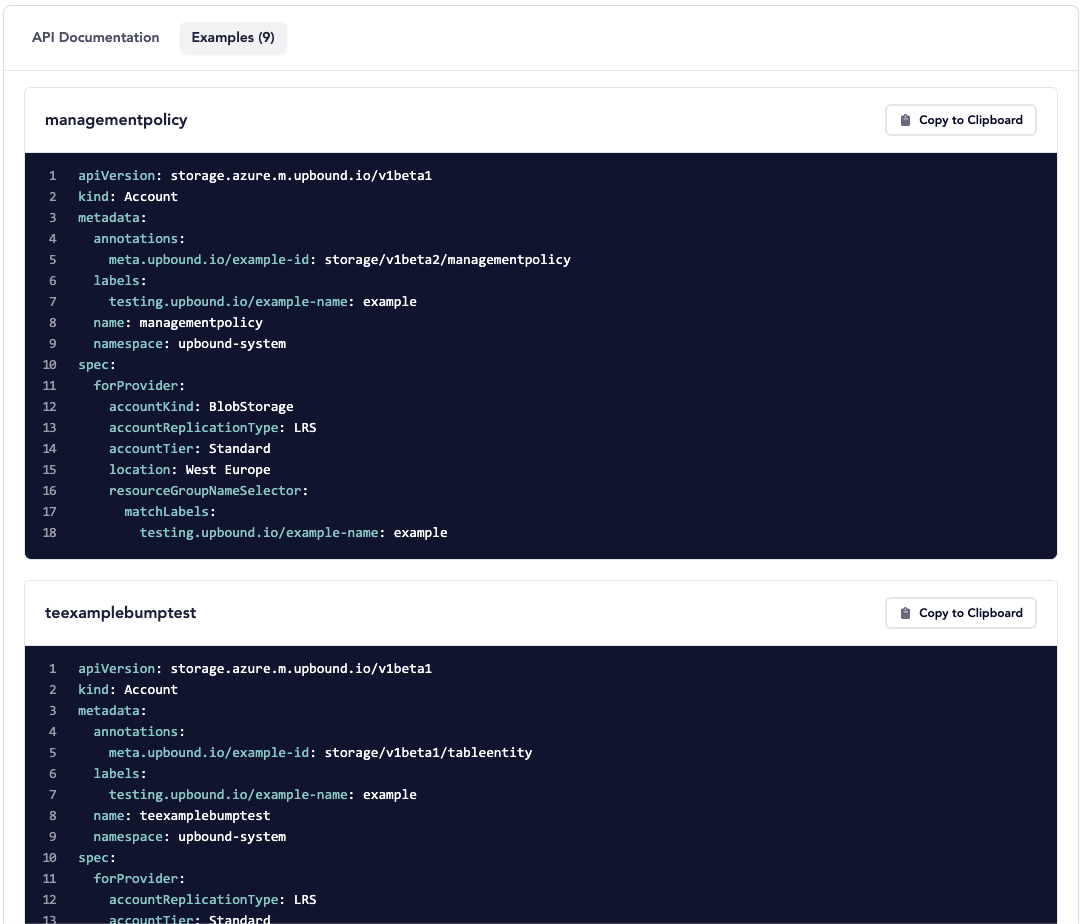 API Documentation Examples (9)
managementpolicy Copy to Clipboard
1 apiVersion: storage.azure.m.upbound.io/v1beta1
2 kind: Account
3 metadata:
4   annotations:
5     meta.upbound.io/example-id: storage/v1beta2/managementpolicy
6   labels:
7     testing.upbound.io/example-name: example
8   name: managementpolicy
9   namespace: upbound-system
10 spec:
11   forProvider:
12     accountKind: BlobStorage
13     accountReplicationType: LRS
14     accountTier: Standard
15     location: West Europe
16     resourceGroupNameSelector:
17       matchLabels:
18         testing.upbound.io/example-name: example
teexamplebumptest Copy to Clipboard
1 apiVersion: storage.azure.m.upbound.io/v1beta1
2 kind: Account
3 metadata:
4   annotations:
5     meta.upbound.io/example-id: storage/v1beta1/tableentity
6   labels:
7     testing.upbound.io/example-name: example
8   name: teexamplebumptest
9   namespace: upbound-system
10 spec:
11   forProvider:
12     accountReplicationType: LRS
13     accountTier: Standard